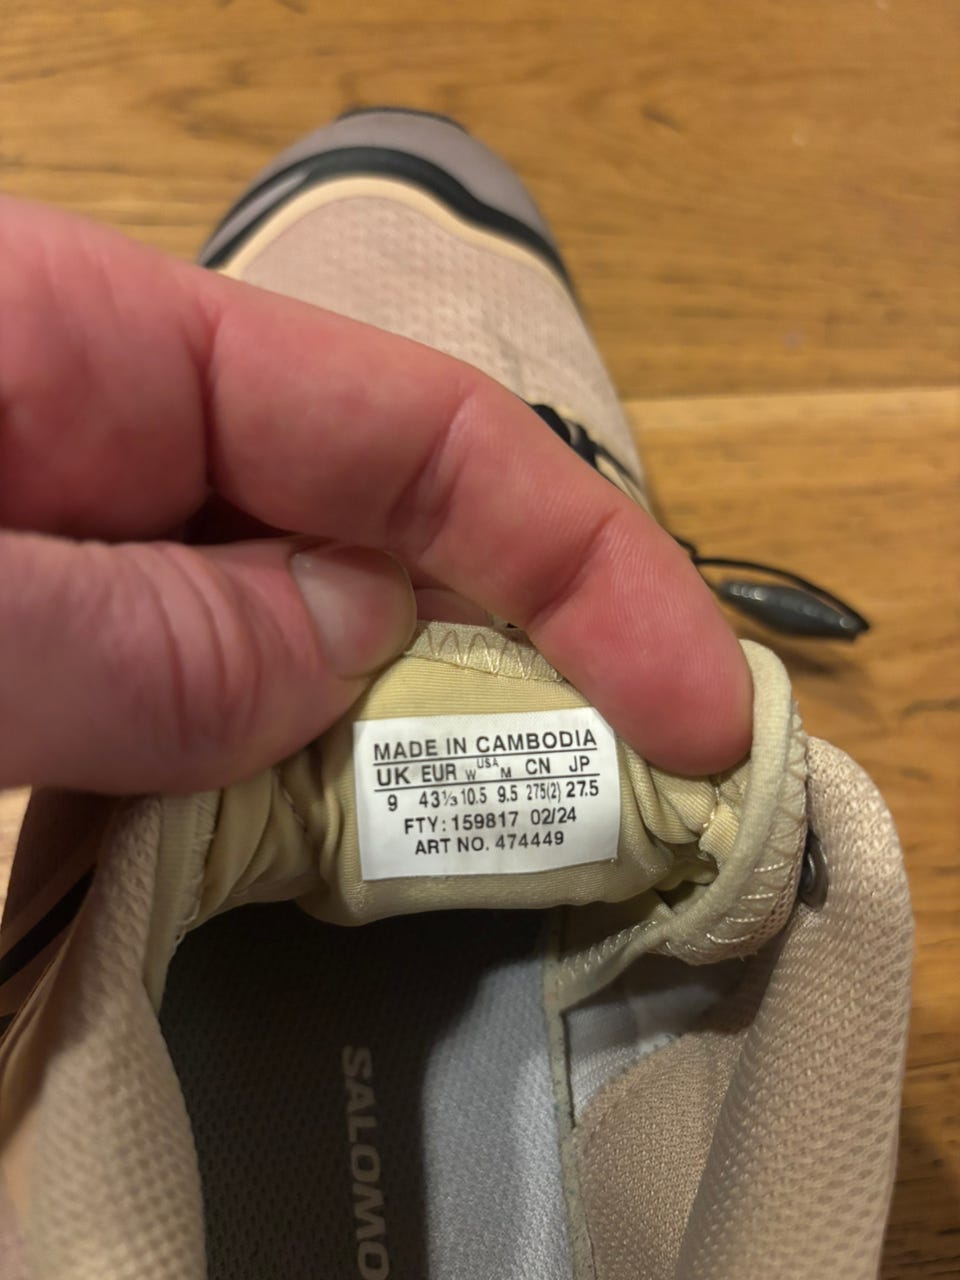 MADE IN CAMBODIA
UK EUR W USA M CN JP
9 43⅓ 10.5 9.5 275(2) 27.5
FTY: 159817 02/24
ART NO. 474449
SALOMO